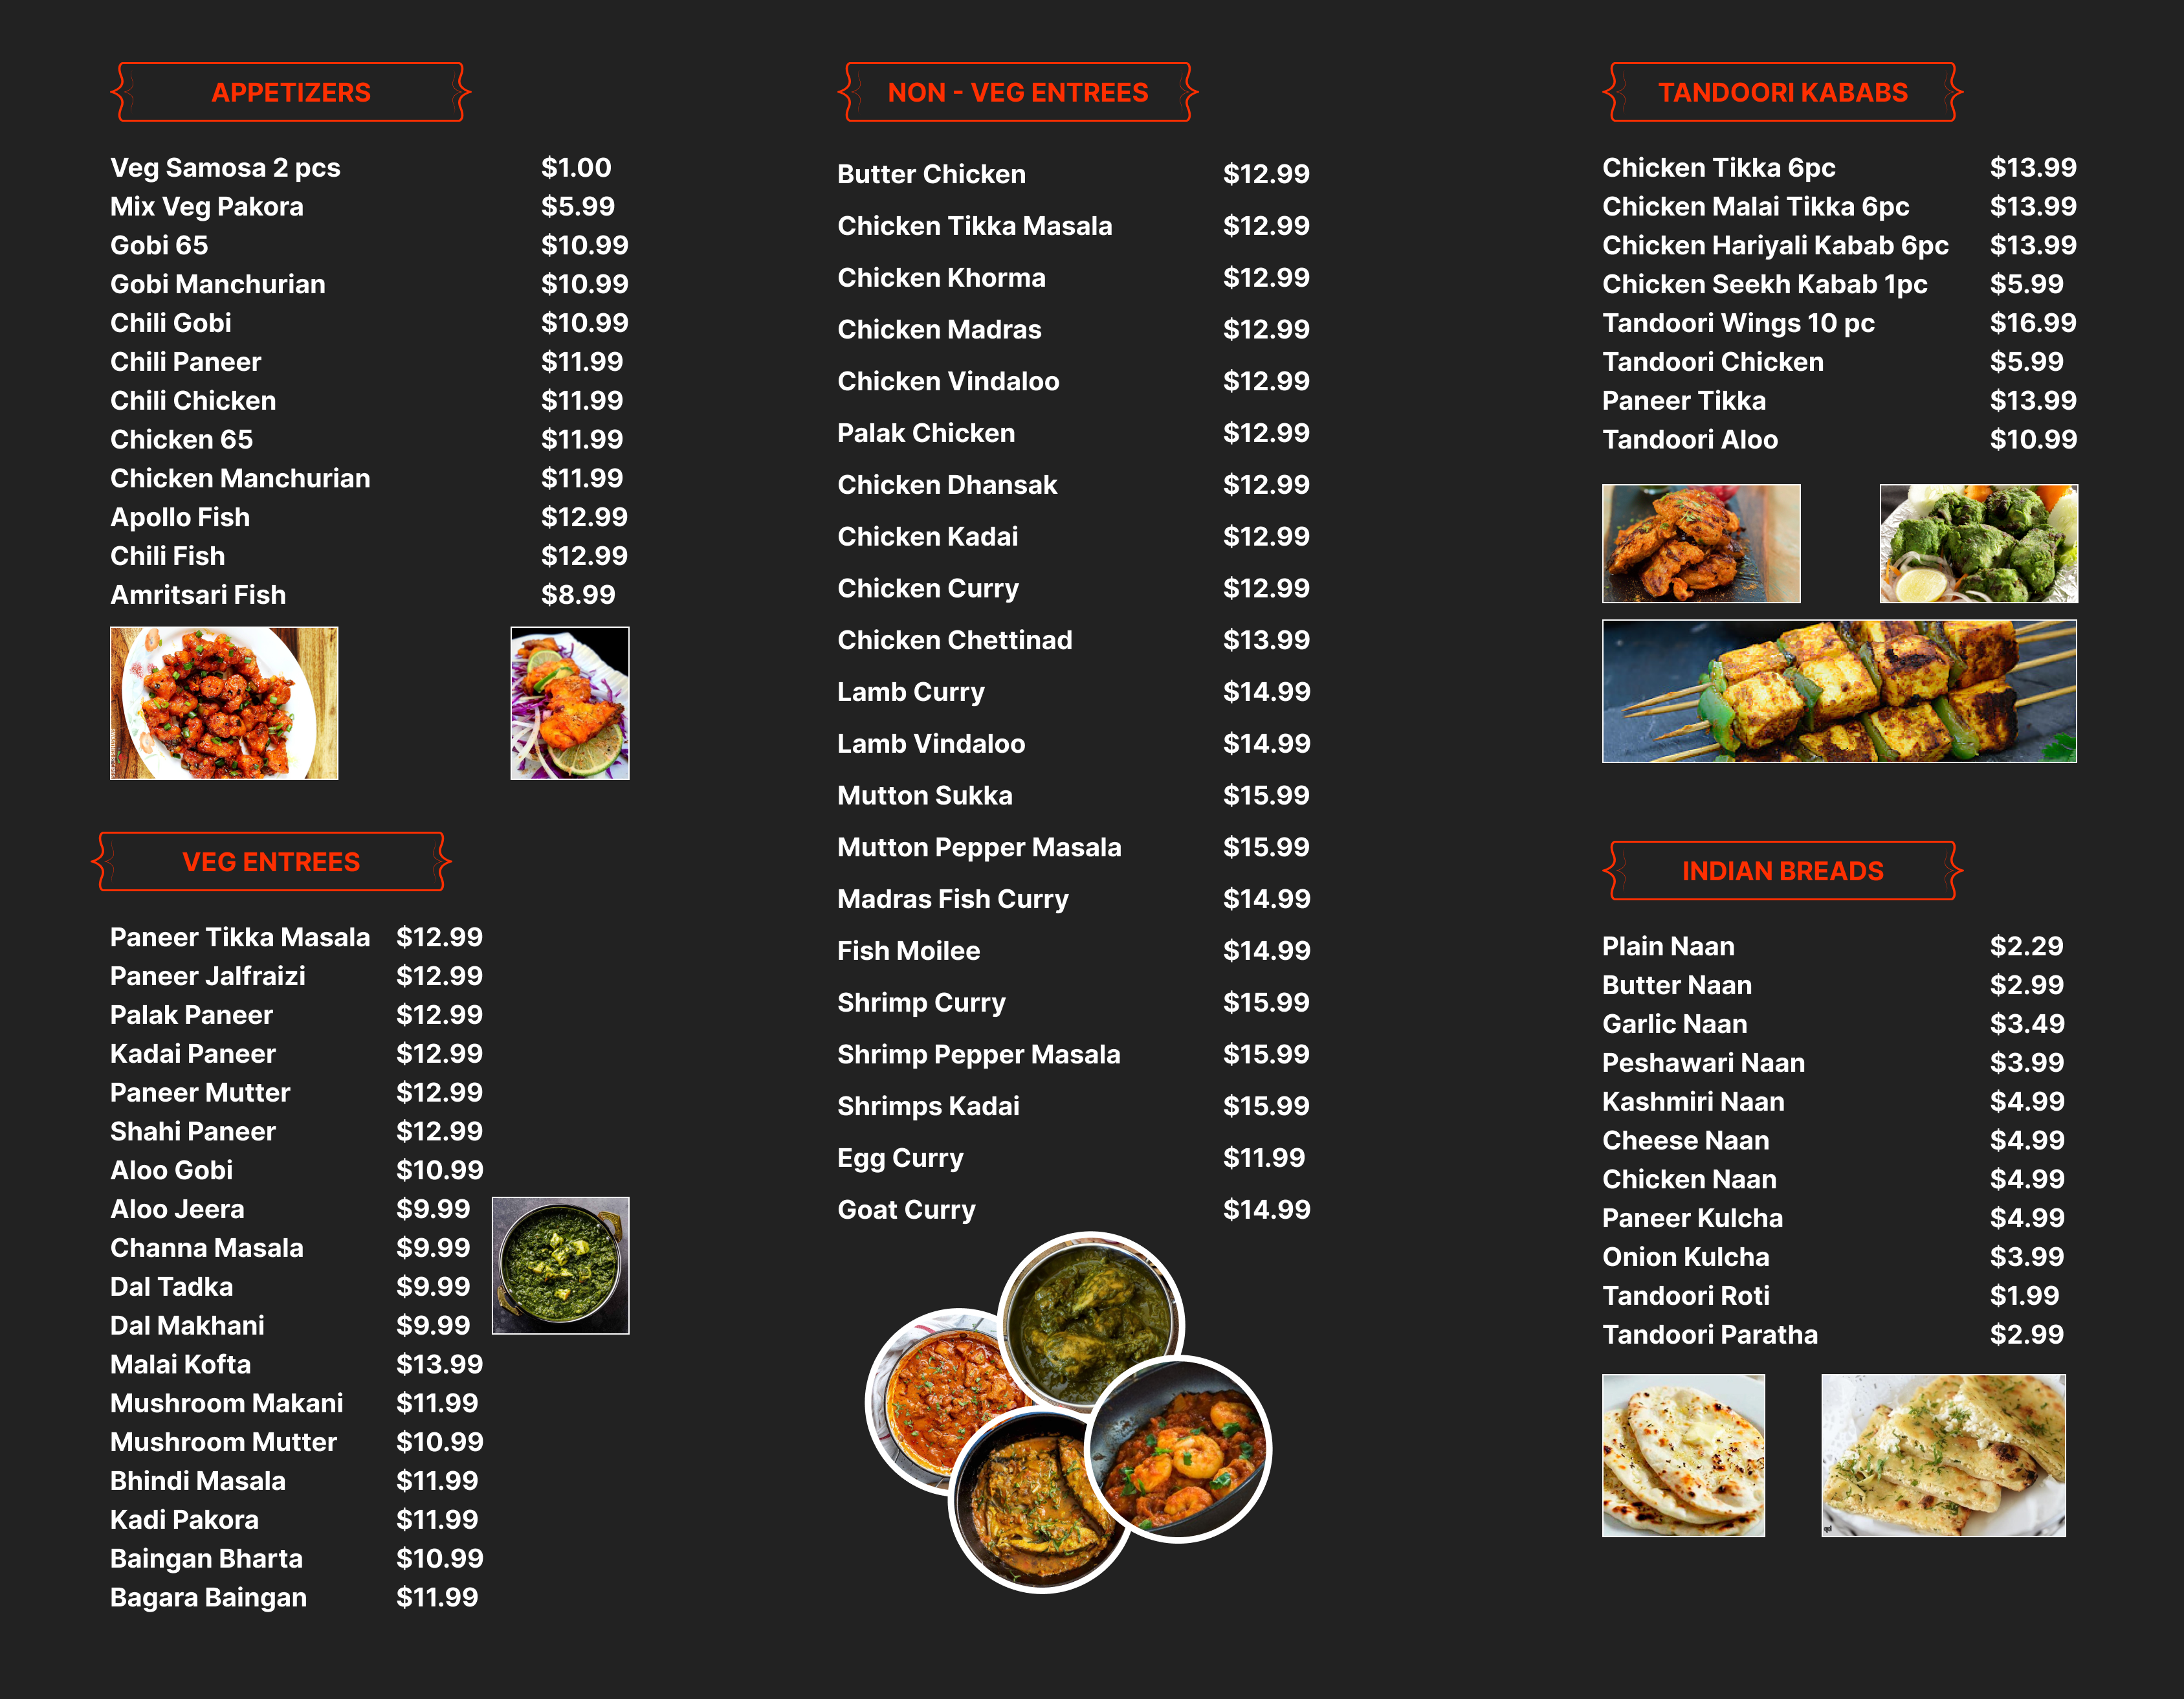 APPETIZERS
Veg Samosa 2 pcs $1.00
Mix Veg Pakora $5.99
Gobi 65 $10.99
Gobi Manchurian $10.99
Chili Gobi $10.99
Chili Paneer $11.99
Chili Chicken $11.99
Chicken 65 $11.99
Chicken Manchurian $11.99
Apollo Fish $12.99
Chili Fish $12.99
Amritsari Fish $8.99
VEG ENTREES
Paneer Tikka Masala $12.99
Paneer Jalfraizi $12.99
Palak Paneer $12.99
Kadai Paneer $12.99
Paneer Mutter $12.99
Shahi Paneer $12.99
Aloo Gobi $10.99
Aloo Jeera $9.99
Channa Masala $9.99
Dal Tadka $9.99
Dal Makhani $9.99
Malai Kofta $13.99
Mushroom Makani $11.99
Mushroom Mutter $10.99
Bhindi Masala $11.99
Kadi Pakora $11.99
Baingan Bharta $10.99
Bagara Baingan $11.99
NON - VEG ENTREES
Butter Chicken $12.99
Chicken Tikka Masala $12.99
Chicken Khorma $12.99
Chicken Madras $12.99
Chicken Vindaloo $12.99
Palak Chicken $12.99
Chicken Dhansak $12.99
Chicken Kadai $12.99
Chicken Curry $12.99
Chicken Chettinad $13.99
Lamb Curry $14.99
Lamb Vindaloo $14.99
Mutton Sukka $15.99
Mutton Pepper Masala $15.99
Madras Fish Curry $14.99
Fish Moilee $14.99
Shrimp Curry $15.99
Shrimp Pepper Masala $15.99
Shrimps Kadai $15.99
Egg Curry $11.99
Goat Curry $14.99
TANDOORI KABABS
Chicken Tikka 6pc $13.99
Chicken Malai Tikka 6pc $13.99
Chicken Hariyali Kabab 6pc $13.99
Chicken Seekh Kabab 1pc $5.99
Tandoori Wings 10 pc $16.99
Tandoori Chicken $5.99
Paneer Tikka $13.99
Tandoori Aloo $10.99
INDIAN BREADS
Plain Naan $2.29
Butter Naan $2.99
Garlic Naan $3.49
Peshawari Naan $3.99
Kashmiri Naan $4.99
Cheese Naan $4.99
Chicken Naan $4.99
Paneer Kulcha $4.99
Onion Kulcha $3.99
Tandoori Roti $1.99
Tandoori Paratha $2.99